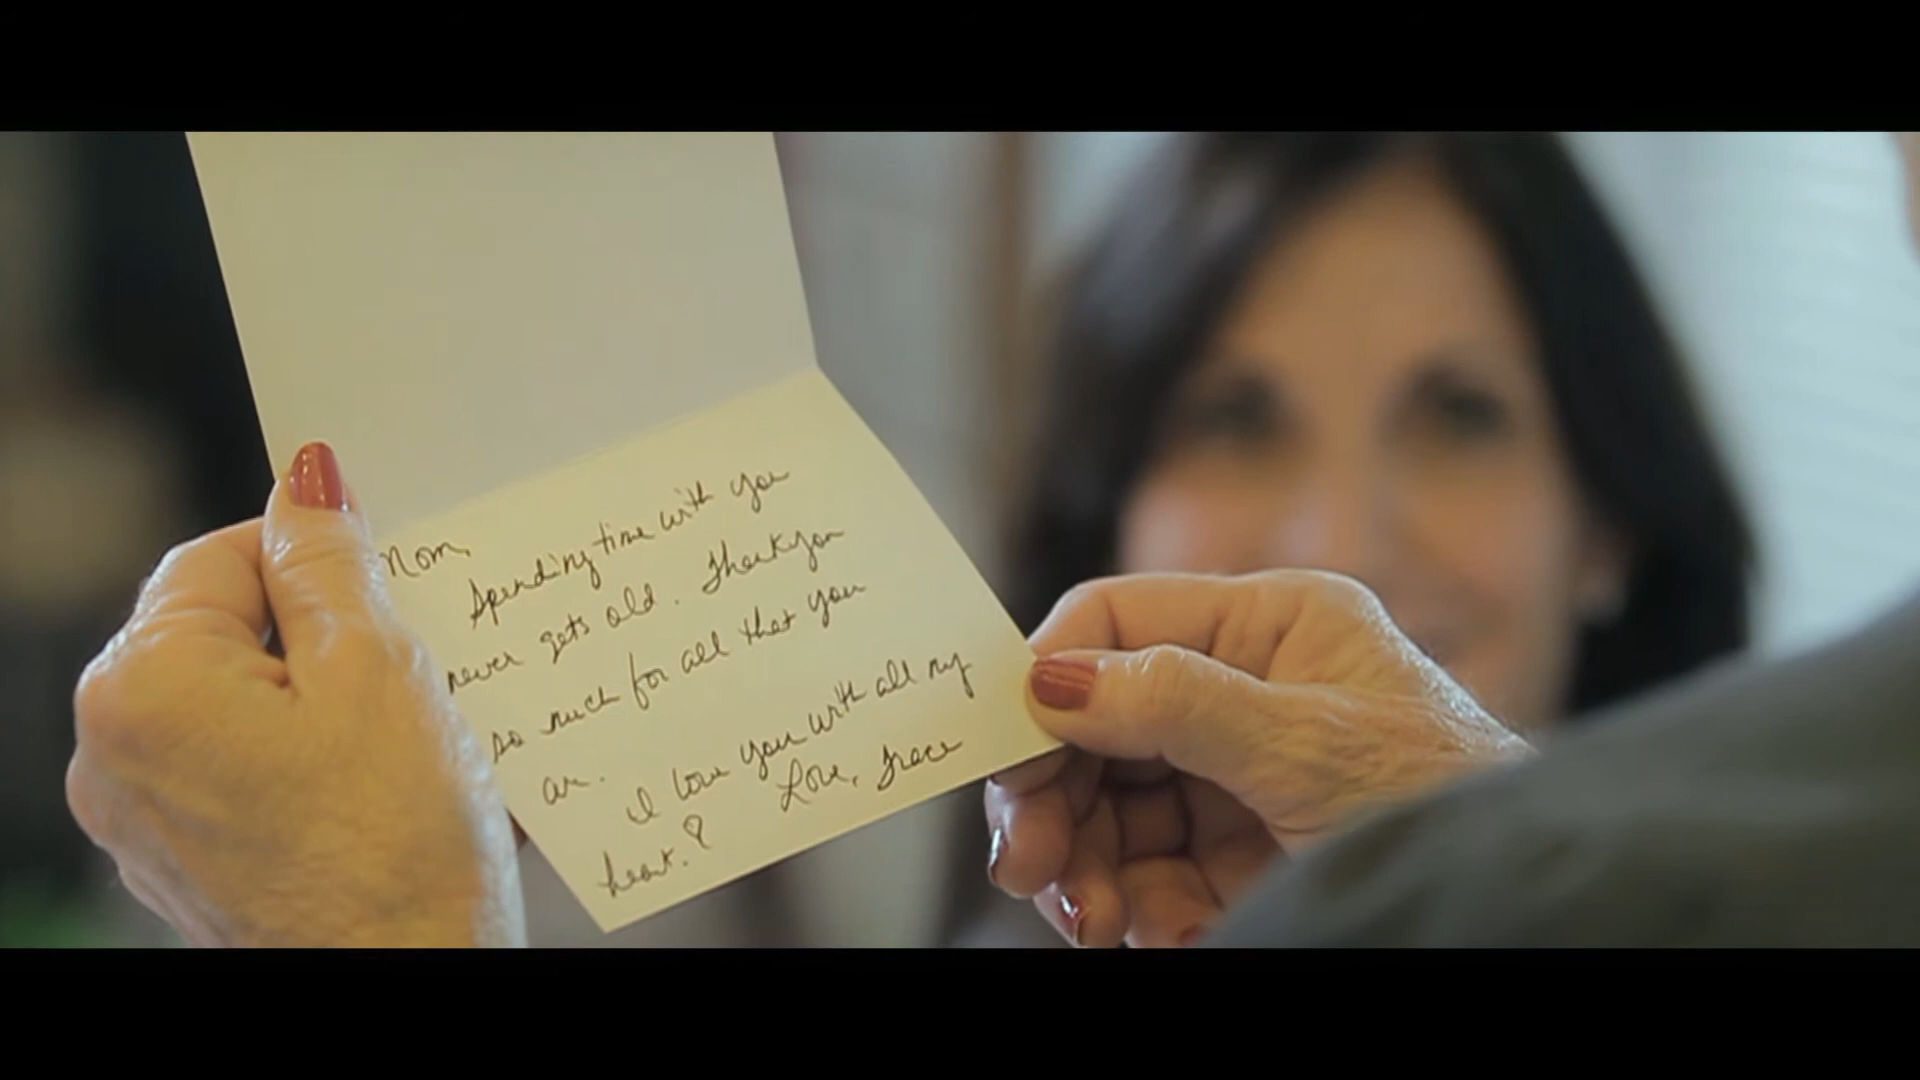 Mom,
Spending time with you
never gets old. Thank you
so much for all that you
are.
I love you with all my
heart.
Love, Grace